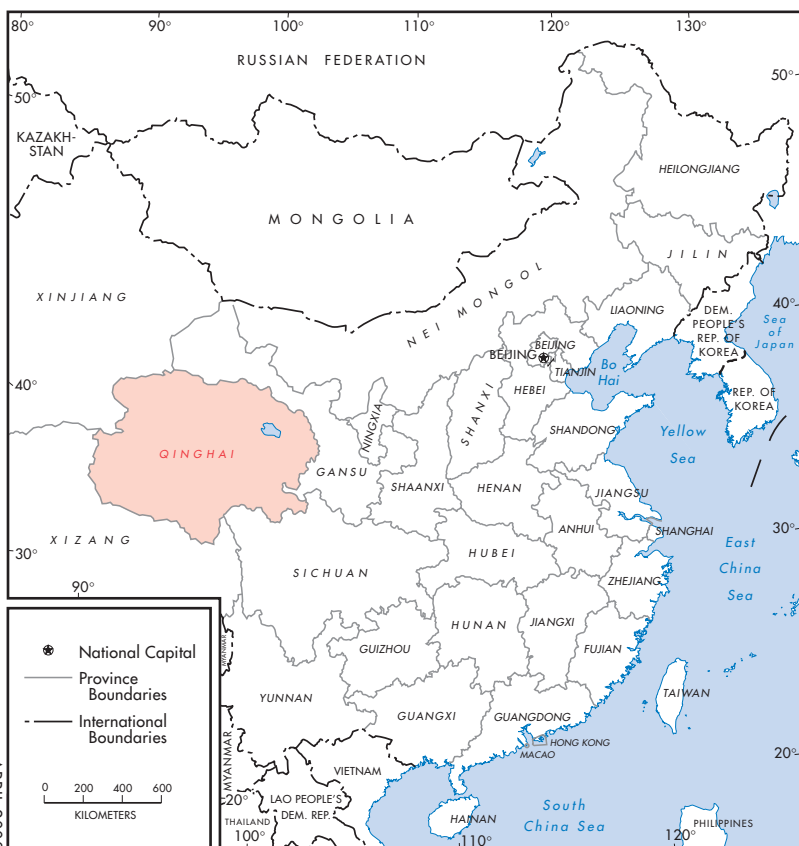 80° 90° 100° 110° 120° 130°
RUSSIAN FEDERATION
50°
50°
KAZAKH-
STAN
HEILONGJIANG
MONGOLIA
JILIN
XINJIANG
NEI MONGOL
40°
LIAONING
DEM.
PEOPLE'S
REP. OF
KOREA
Sea
of
Japan
BEIJING
BEIJING
TIANJIN
Bo
Hai
40°
HEBEI
REP. OF
KOREA
NINGXIA
SHANXI
SHANDONG
Yellow
Sea
QINGHAI
GANSU
SHAANXI
HENAN
JIANGSU
ANHUI
SHANGHAI
30°
XIZANG
30°
HUBEI
East
China
Sea
SICHUAN
ZHEJIANG
90°
HUNAN
JIANGXI
FUJIAN
GUIZHOU
MYANMAR
National Capital
Province
Boundaries
International
Boundaries
YUNNAN
GUANGXI
GUANGDONG
TAIWAN
HONG KONG
MACAO
MYANMAR
20°
VIETNAM
0 200 400 600
KILOMETERS
20°
LAO PEOPLE'S
DEM. REP.
THAILAND
South
China Sea
HAINAN
PHILIPPINES
100°
110°
120°